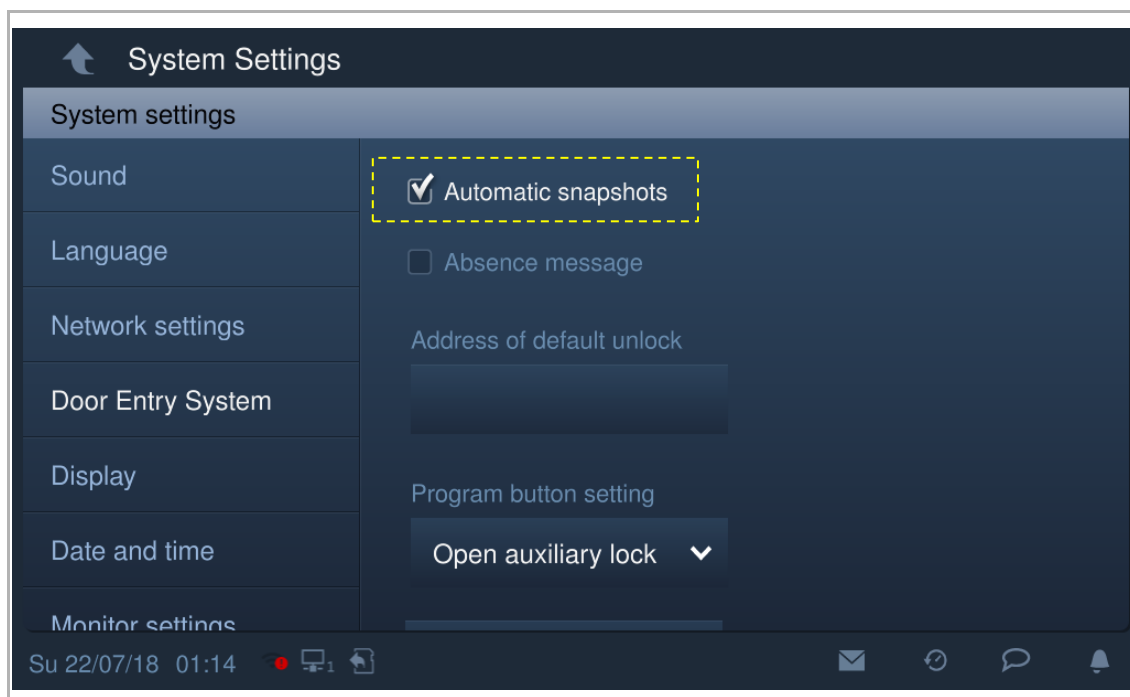 System Settings
System settings
Sound
Language
Network settings
Door Entry System
Display
Date and time
Monitor settings
Automatic snapshots
Absence message
Address of default unlock
Program button setting
Open auxiliary lock
Su 22/07/18 01:14
1